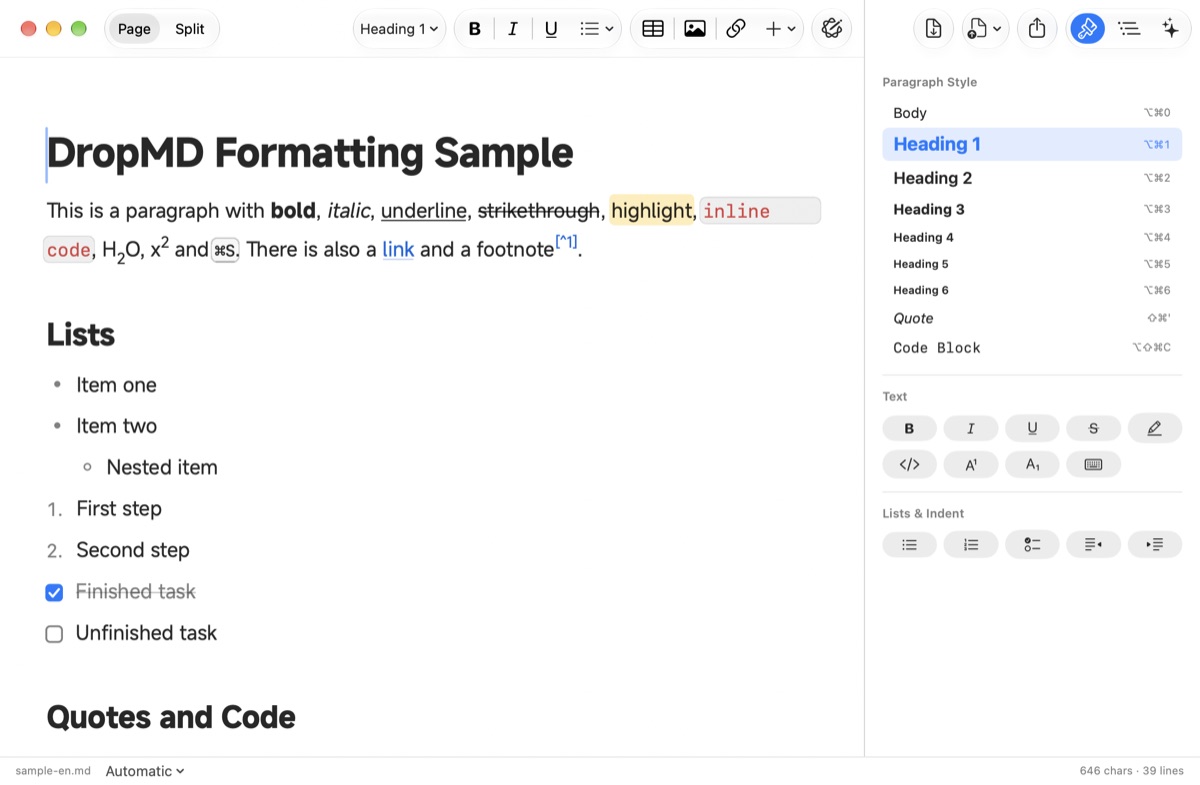 Page Split Heading 1 B I U
DropMD Formatting Sample
This is a paragraph with bold, italic, underline, strikethrough, highlight, inline
code, H₂O, x² and ⌘S. There is also a link and a footnote[^1].
Lists
• Item one
• Item two
◦ Nested item
1. First step
2. Second step
Finished task
Unfinished task
Quotes and Code
Paragraph Style
Body ⌥⌘0
Heading 1 ⌥⌘1
Heading 2 ⌥⌘2
Heading 3 ⌥⌘3
Heading 4 ⌥⌘4
Heading 5 ⌥⌘5
Heading 6 ⌥⌘6
Quote ⇧⌘'
Code Block ⌥⇧⌘C
Text
B I U S
</> A¹ A₁
Lists & Indent
sample-en.md Automatic 646 chars · 39 lines